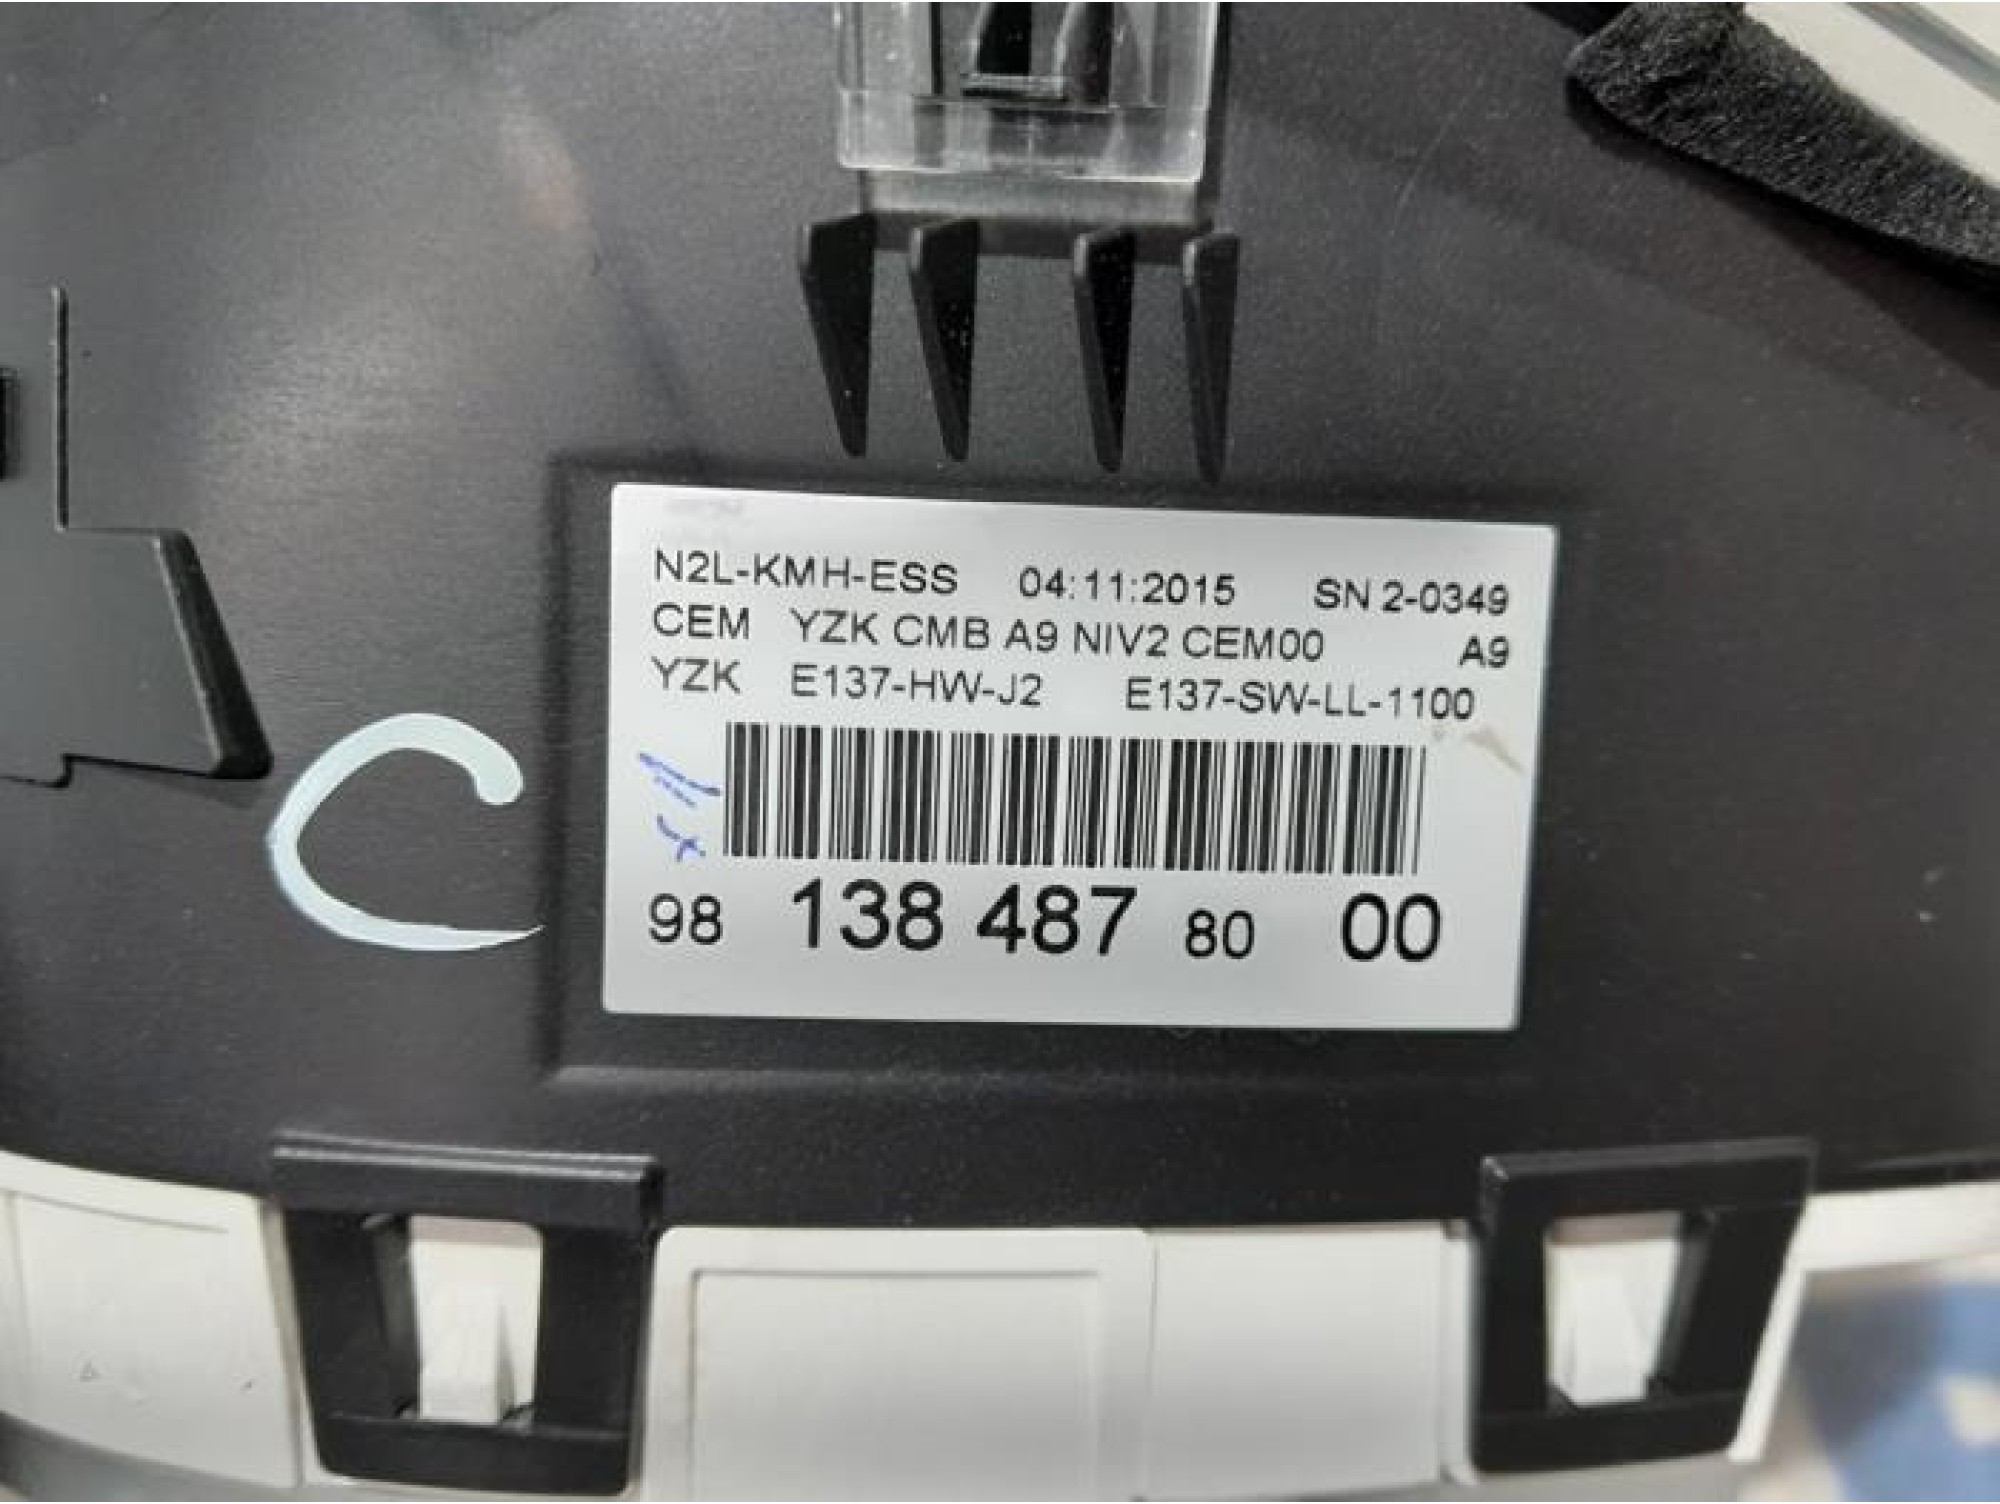 N2L-KMH-ESS 04:11:2015 SN 2-0349
CEM YZK CMB A9 NIV2 CEM00 A9
YZK E137-HW-J2 E137-SW-LL-1100
98 138 487 80 00
C